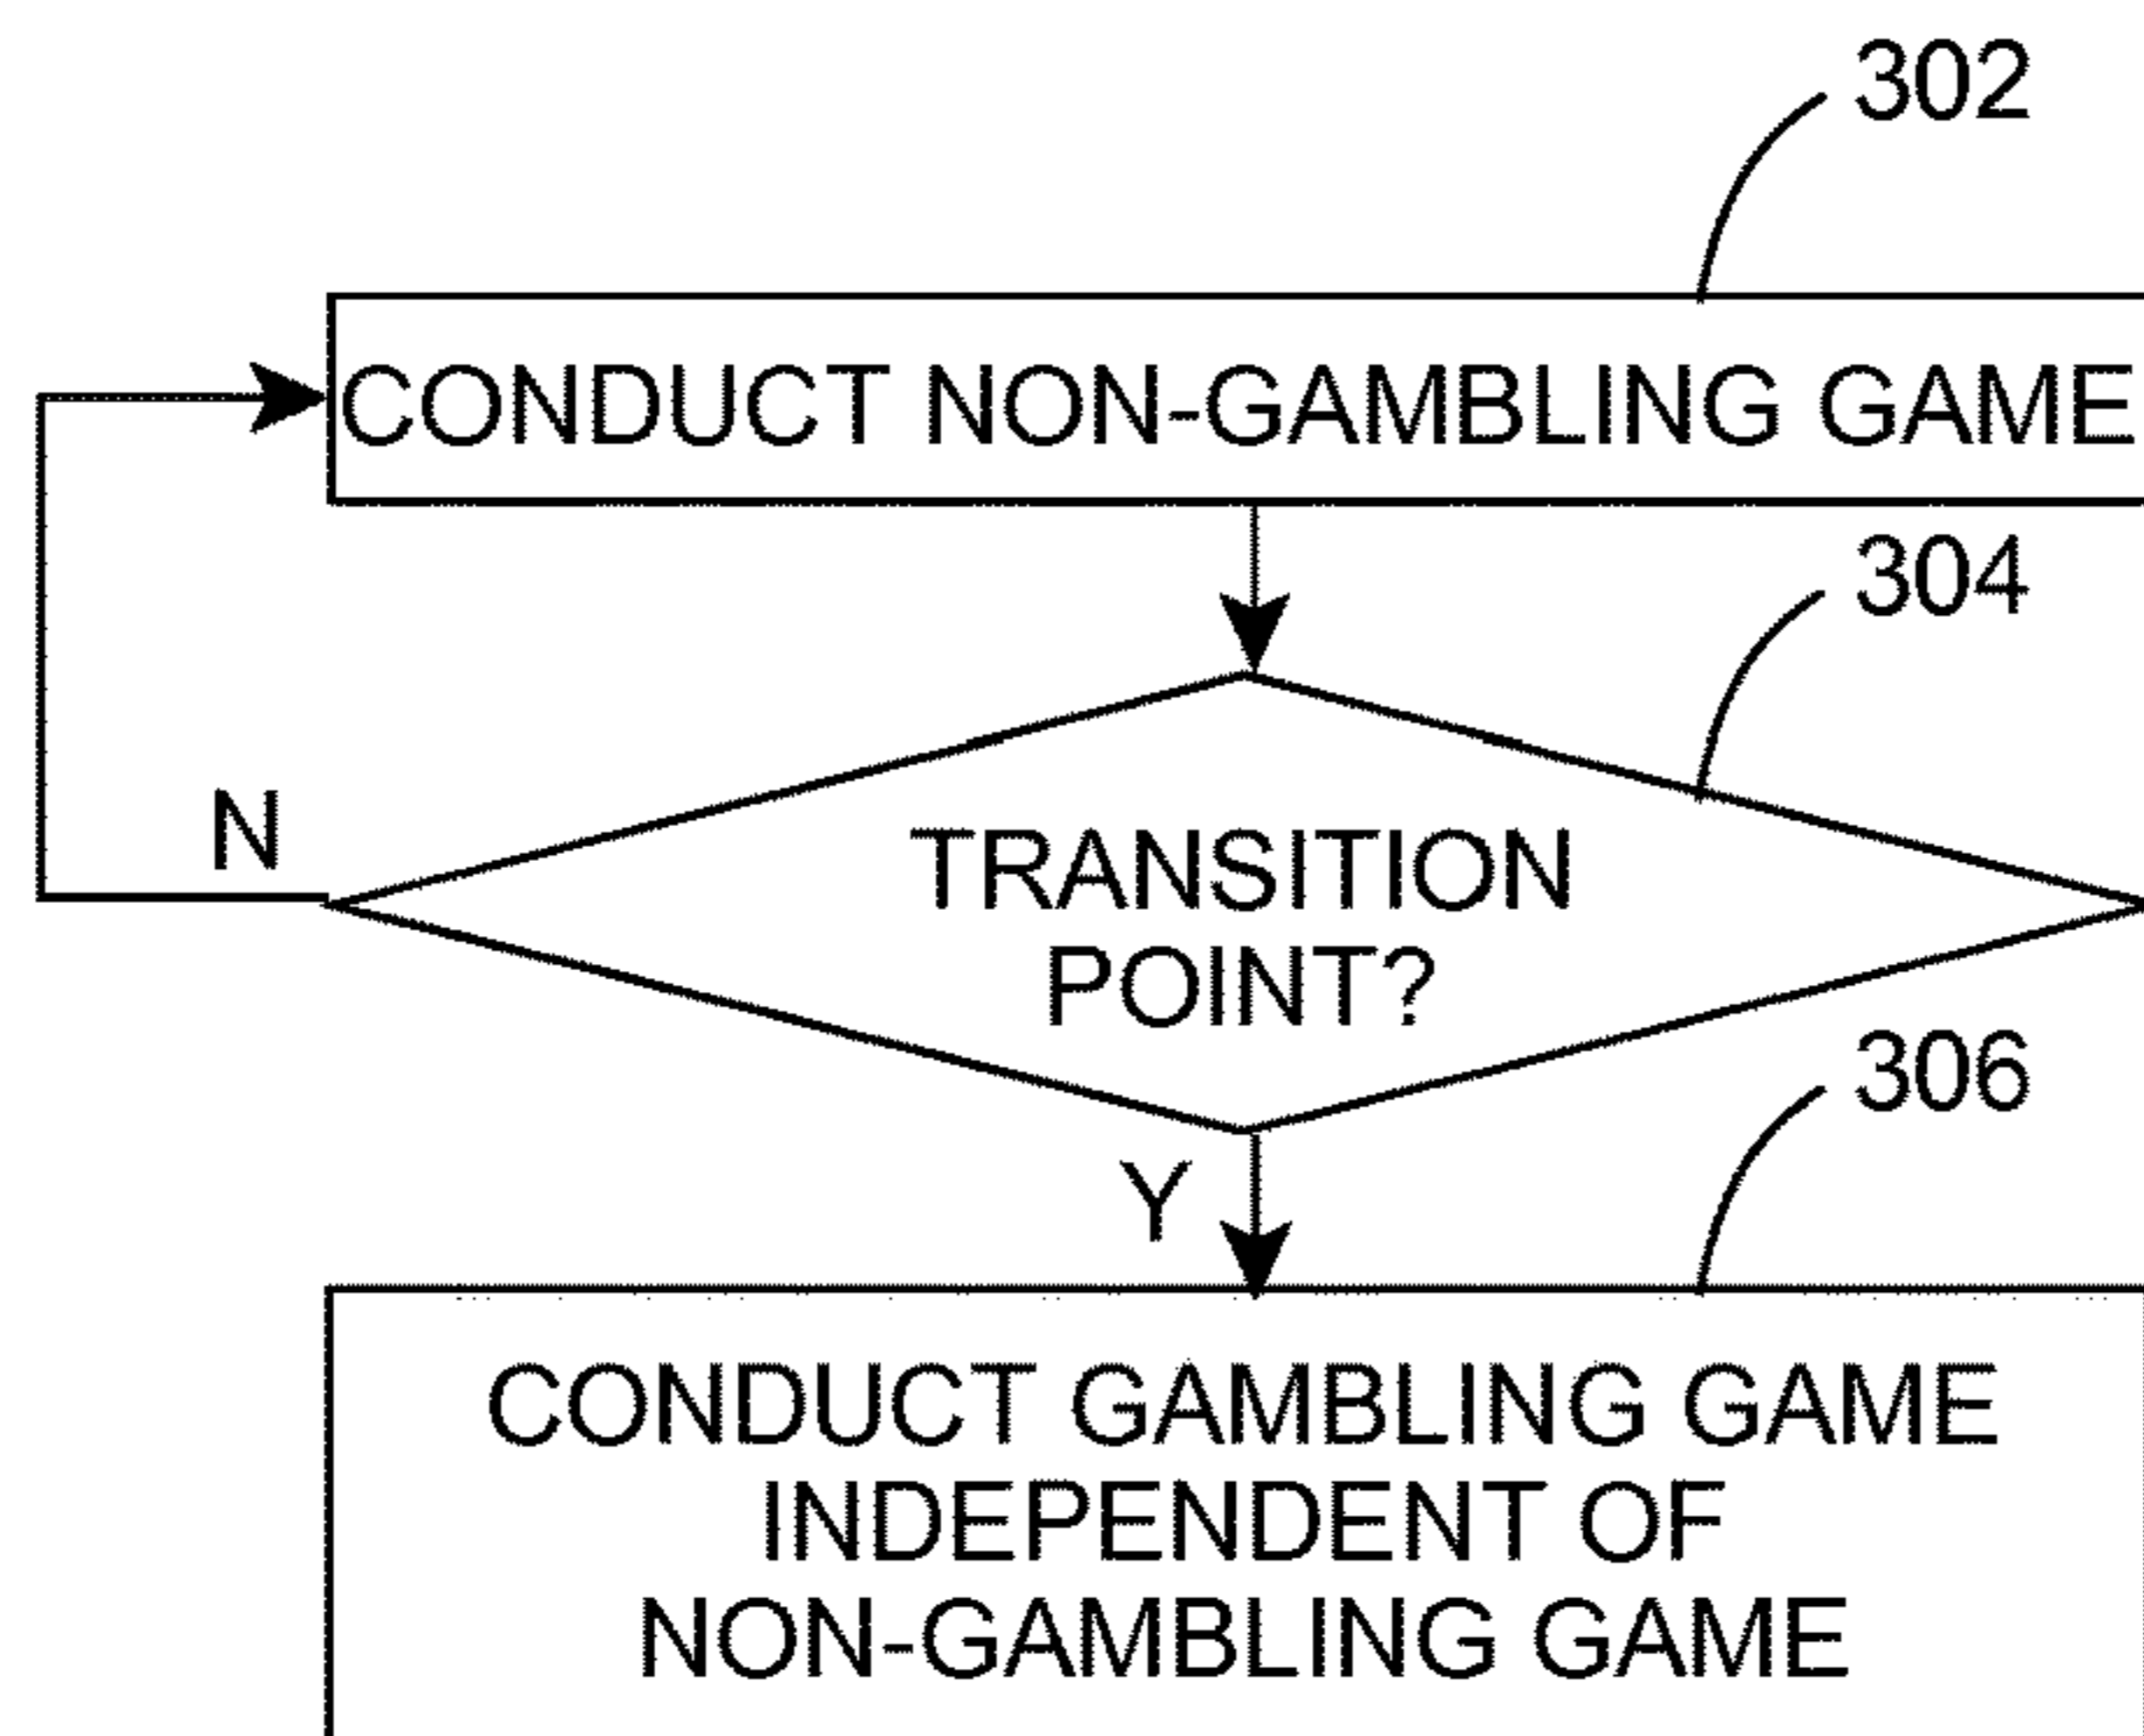 302
CONDUCT NON-GAMBLING GAME
304
N
TRANSITION
POINT?
306
Y
CONDUCT GAMBLING GAME
INDEPENDENT OF
NON-GAMBLING GAME